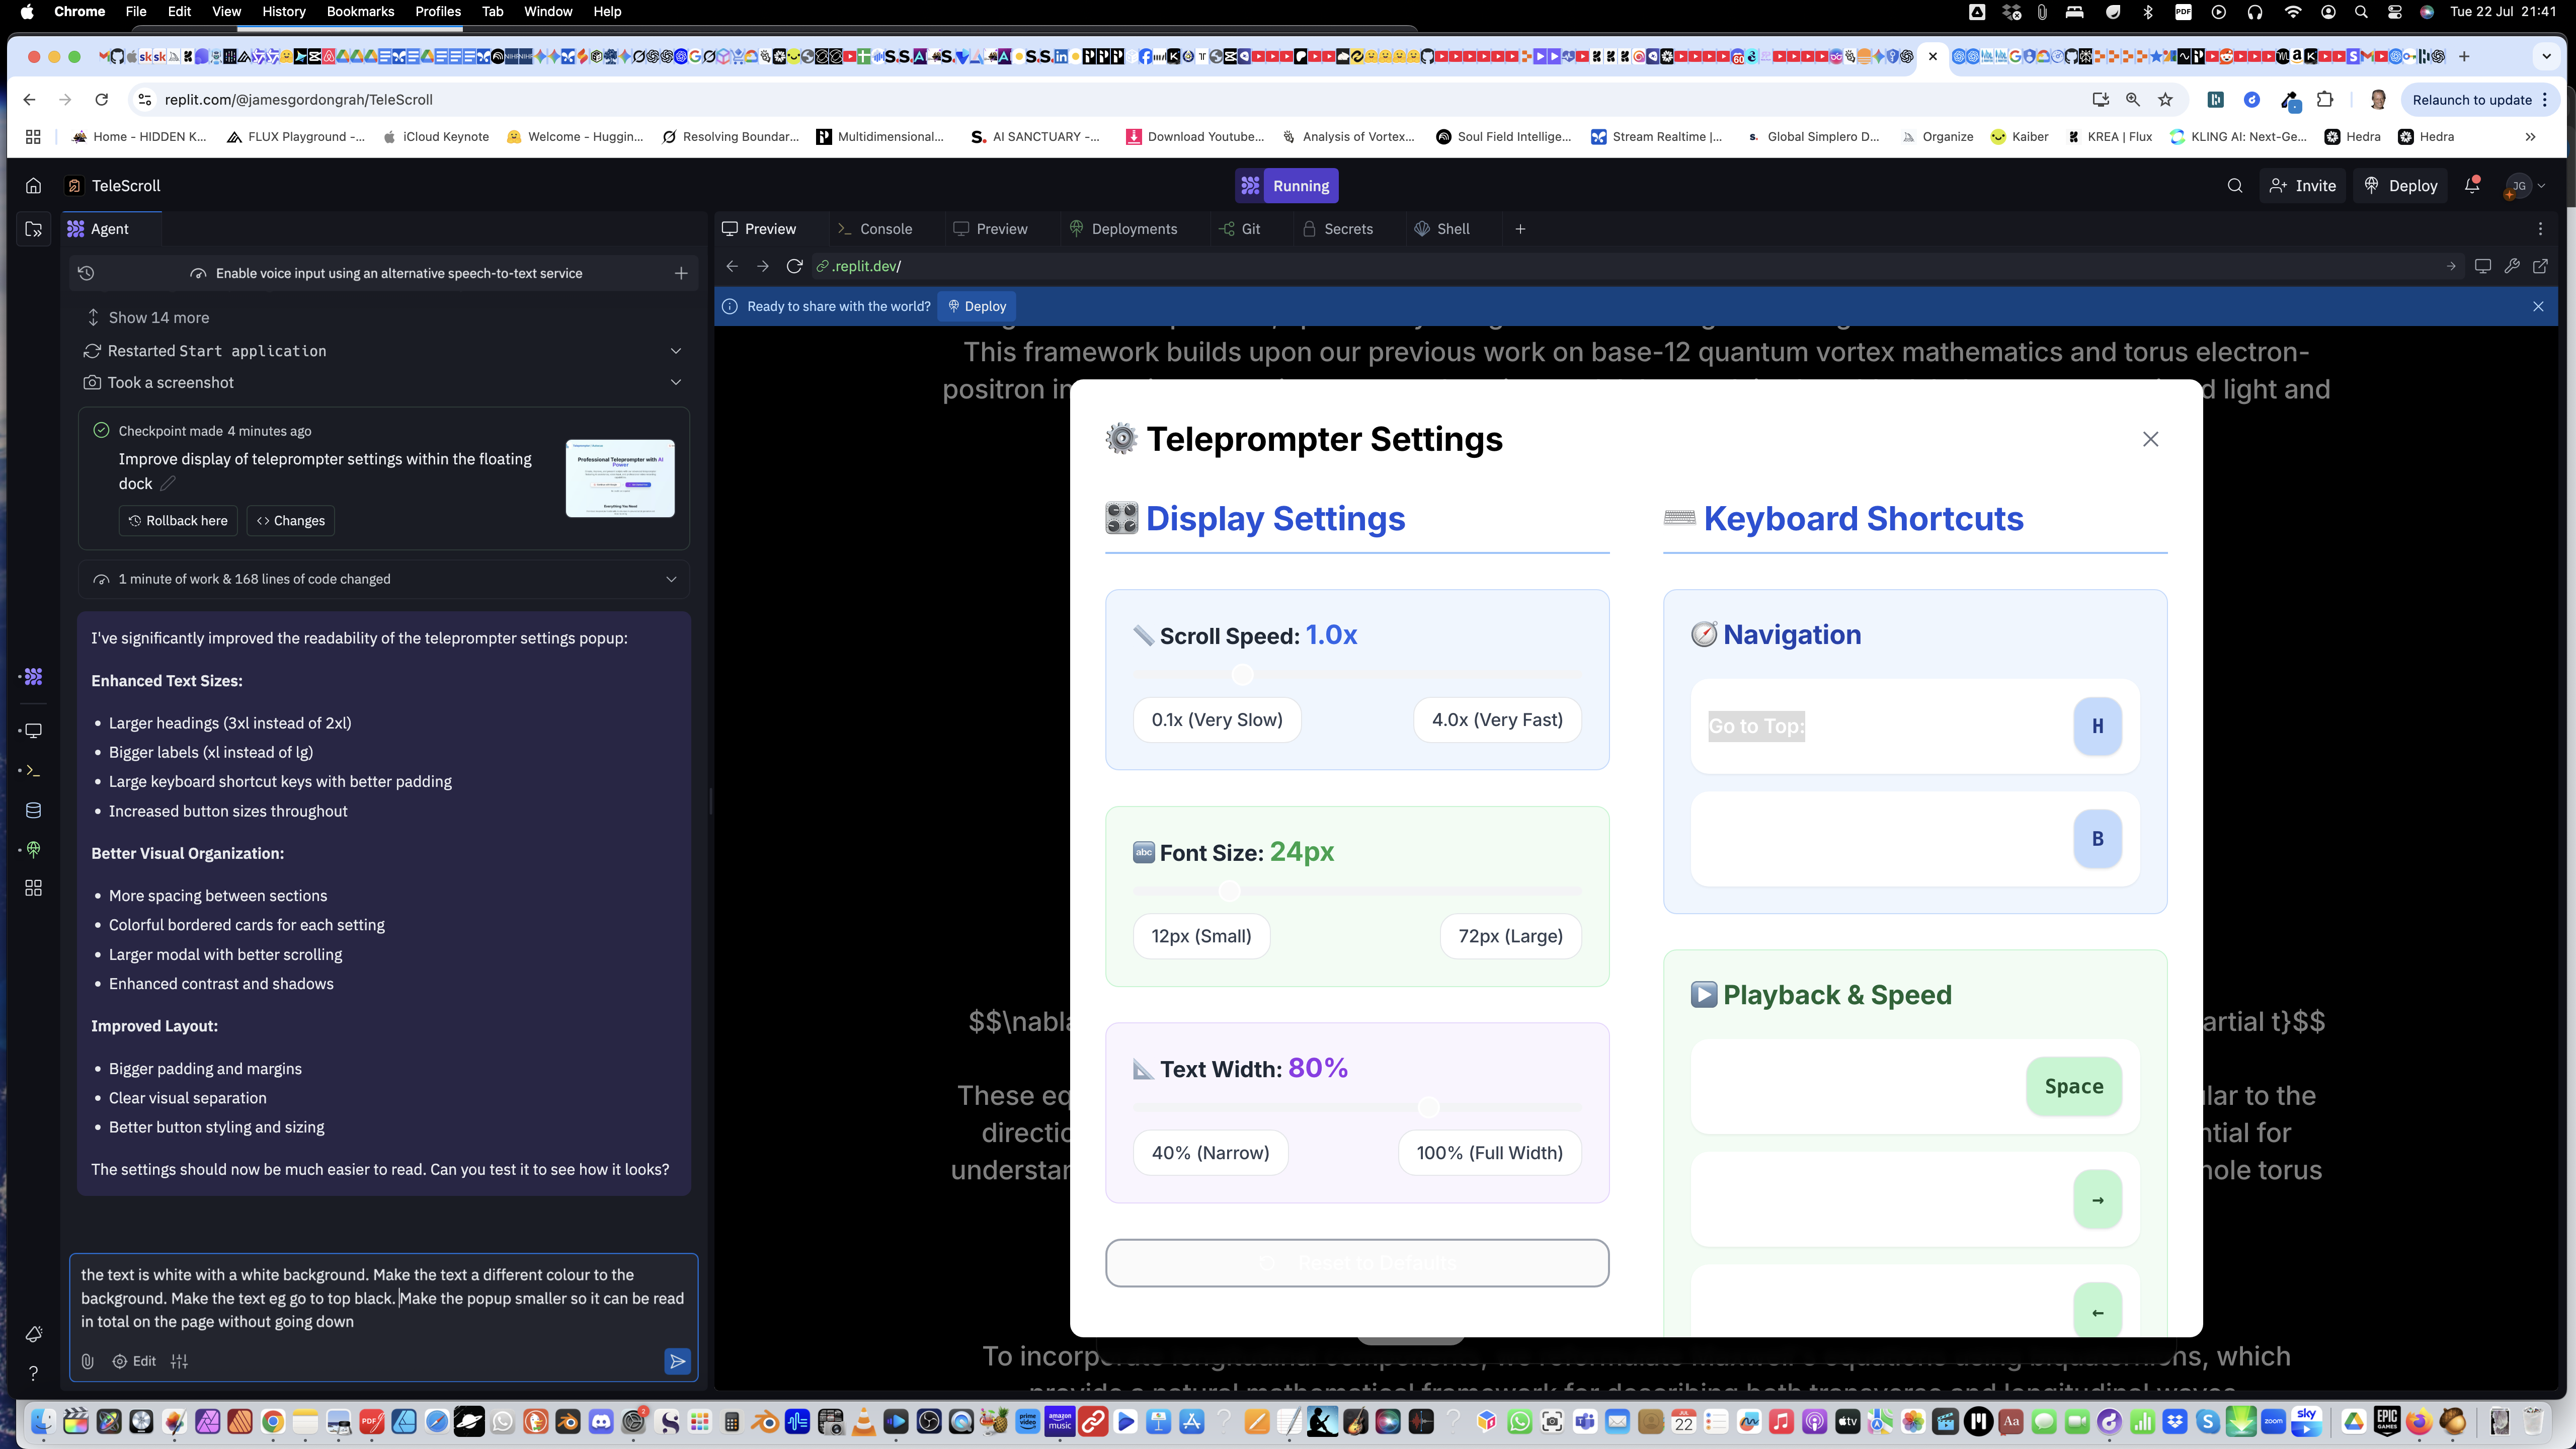 Chrome File Edit View History Bookmarks Profiles Tab Window Help
Tue 22 Jul 21:41
replit.com/@jamesgordongrah/TeleScroll
Relaunch to update
Home - HIDDEN K...
FLUX Playground -...
iCloud Keynote
Welcome - Huggin...
Resolving Boundar...
Multidimensional...
AI SANCTUARY -...
Download Youtube...
Analysis of Vortex...
Soul Field Intellige...
Stream Realtime |...
Global Simplero D...
Organize
Kaiber
KREA | Flux
KLING AI: Next-Ge...
Hedra
Hedra
TeleScroll
Running
Invite
Deploy
JG
Agent
Enable voice input using an alternative speech-to-text service
Show 14 more
Restarted Start application
Took a screenshot
Checkpoint made 4 minutes ago
Improve display of teleprompter settings within the floating
dock
Professional Teleprompter with AI
Power
Rollback here
Changes
1 minute of work & 168 lines of code changed
I've significantly improved the readability of the teleprompter settings popup:
Enhanced Text Sizes:
• Larger headings (3xl instead of 2xl)
• Bigger labels (xl instead of lg)
• Large keyboard shortcut keys with better padding
• Increased button sizes throughout
Better Visual Organization:
• More spacing between sections
• Colorful bordered cards for each setting
• Larger modal with better scrolling
• Enhanced contrast and shadows
Improved Layout:
• Bigger padding and margins
• Clear visual separation
• Better button styling and sizing
The settings should now be much easier to read. Can you test it to see how it looks?
the text is white with a white background. Make the text a different colour to the
background. Make the text eg go to top black. Make the popup smaller so it can be read
in total on the page without going down
Edit
Preview
Console
Preview
Deployments
Git
Secrets
Shell
.replit.dev/
Ready to share with the world?
Deploy
This framework builds upon our previous work on base-12 quantum vortex mathematics and torus electron-
positron in
d light and
Teleprompter Settings
Display Settings
Scroll Speed: 1.0x
0.1x (Very Slow)
4.0x (Very Fast)
Font Size: 24px
12px (Small)
72px (Large)
Text Width: 80%
40% (Narrow)
100% (Full Width)
Reset to Defaults
Keyboard Shortcuts
Navigation
Go to Top:
H
B
Playback & Speed
Space
→
←
$$\nabla
artial t}$$
These eq
lar to the
directio
ntial for
understan
hole torus
To incorp
ns, which